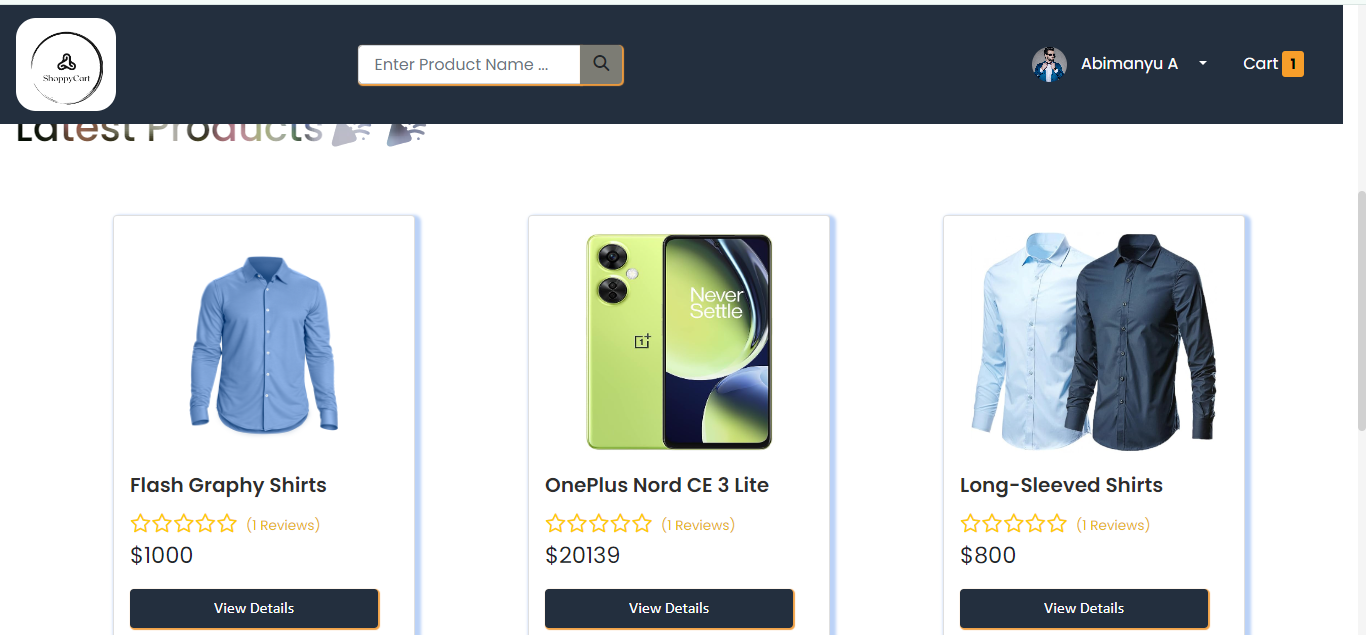 ShoppyCart
Enter Product Name ...
Abimanyu A
Cart 1
Latest Products
Never
Settle
1+
Flash Graphy Shirts
(1 Reviews)
$1000
View Details
OnePlus Nord CE 3 Lite
(1 Reviews)
$20139
View Details
Long-Sleeved Shirts
(1 Reviews)
$800
View Details